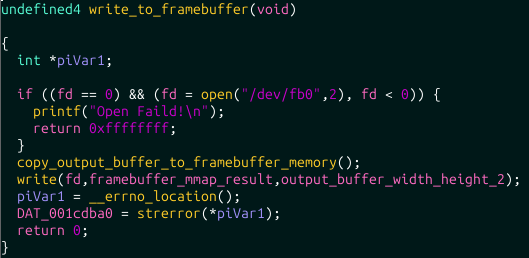 undefined4 write_to_framebuffer(void)
{
int *piVar1;
if ((fd == 0) && (fd = open("/dev/fb0",2), fd < 0)) {
printf("Open Faild!\n");
return 0xffffffff;
}
copy_output_buffer_to_framebuffer_memory();
write(fd,framebuffer_mmap_result,output_buffer_width_height_2);
piVar1 = __errno_location();
DAT_001cdba0 = strerror(*piVar1);
return 0;
}